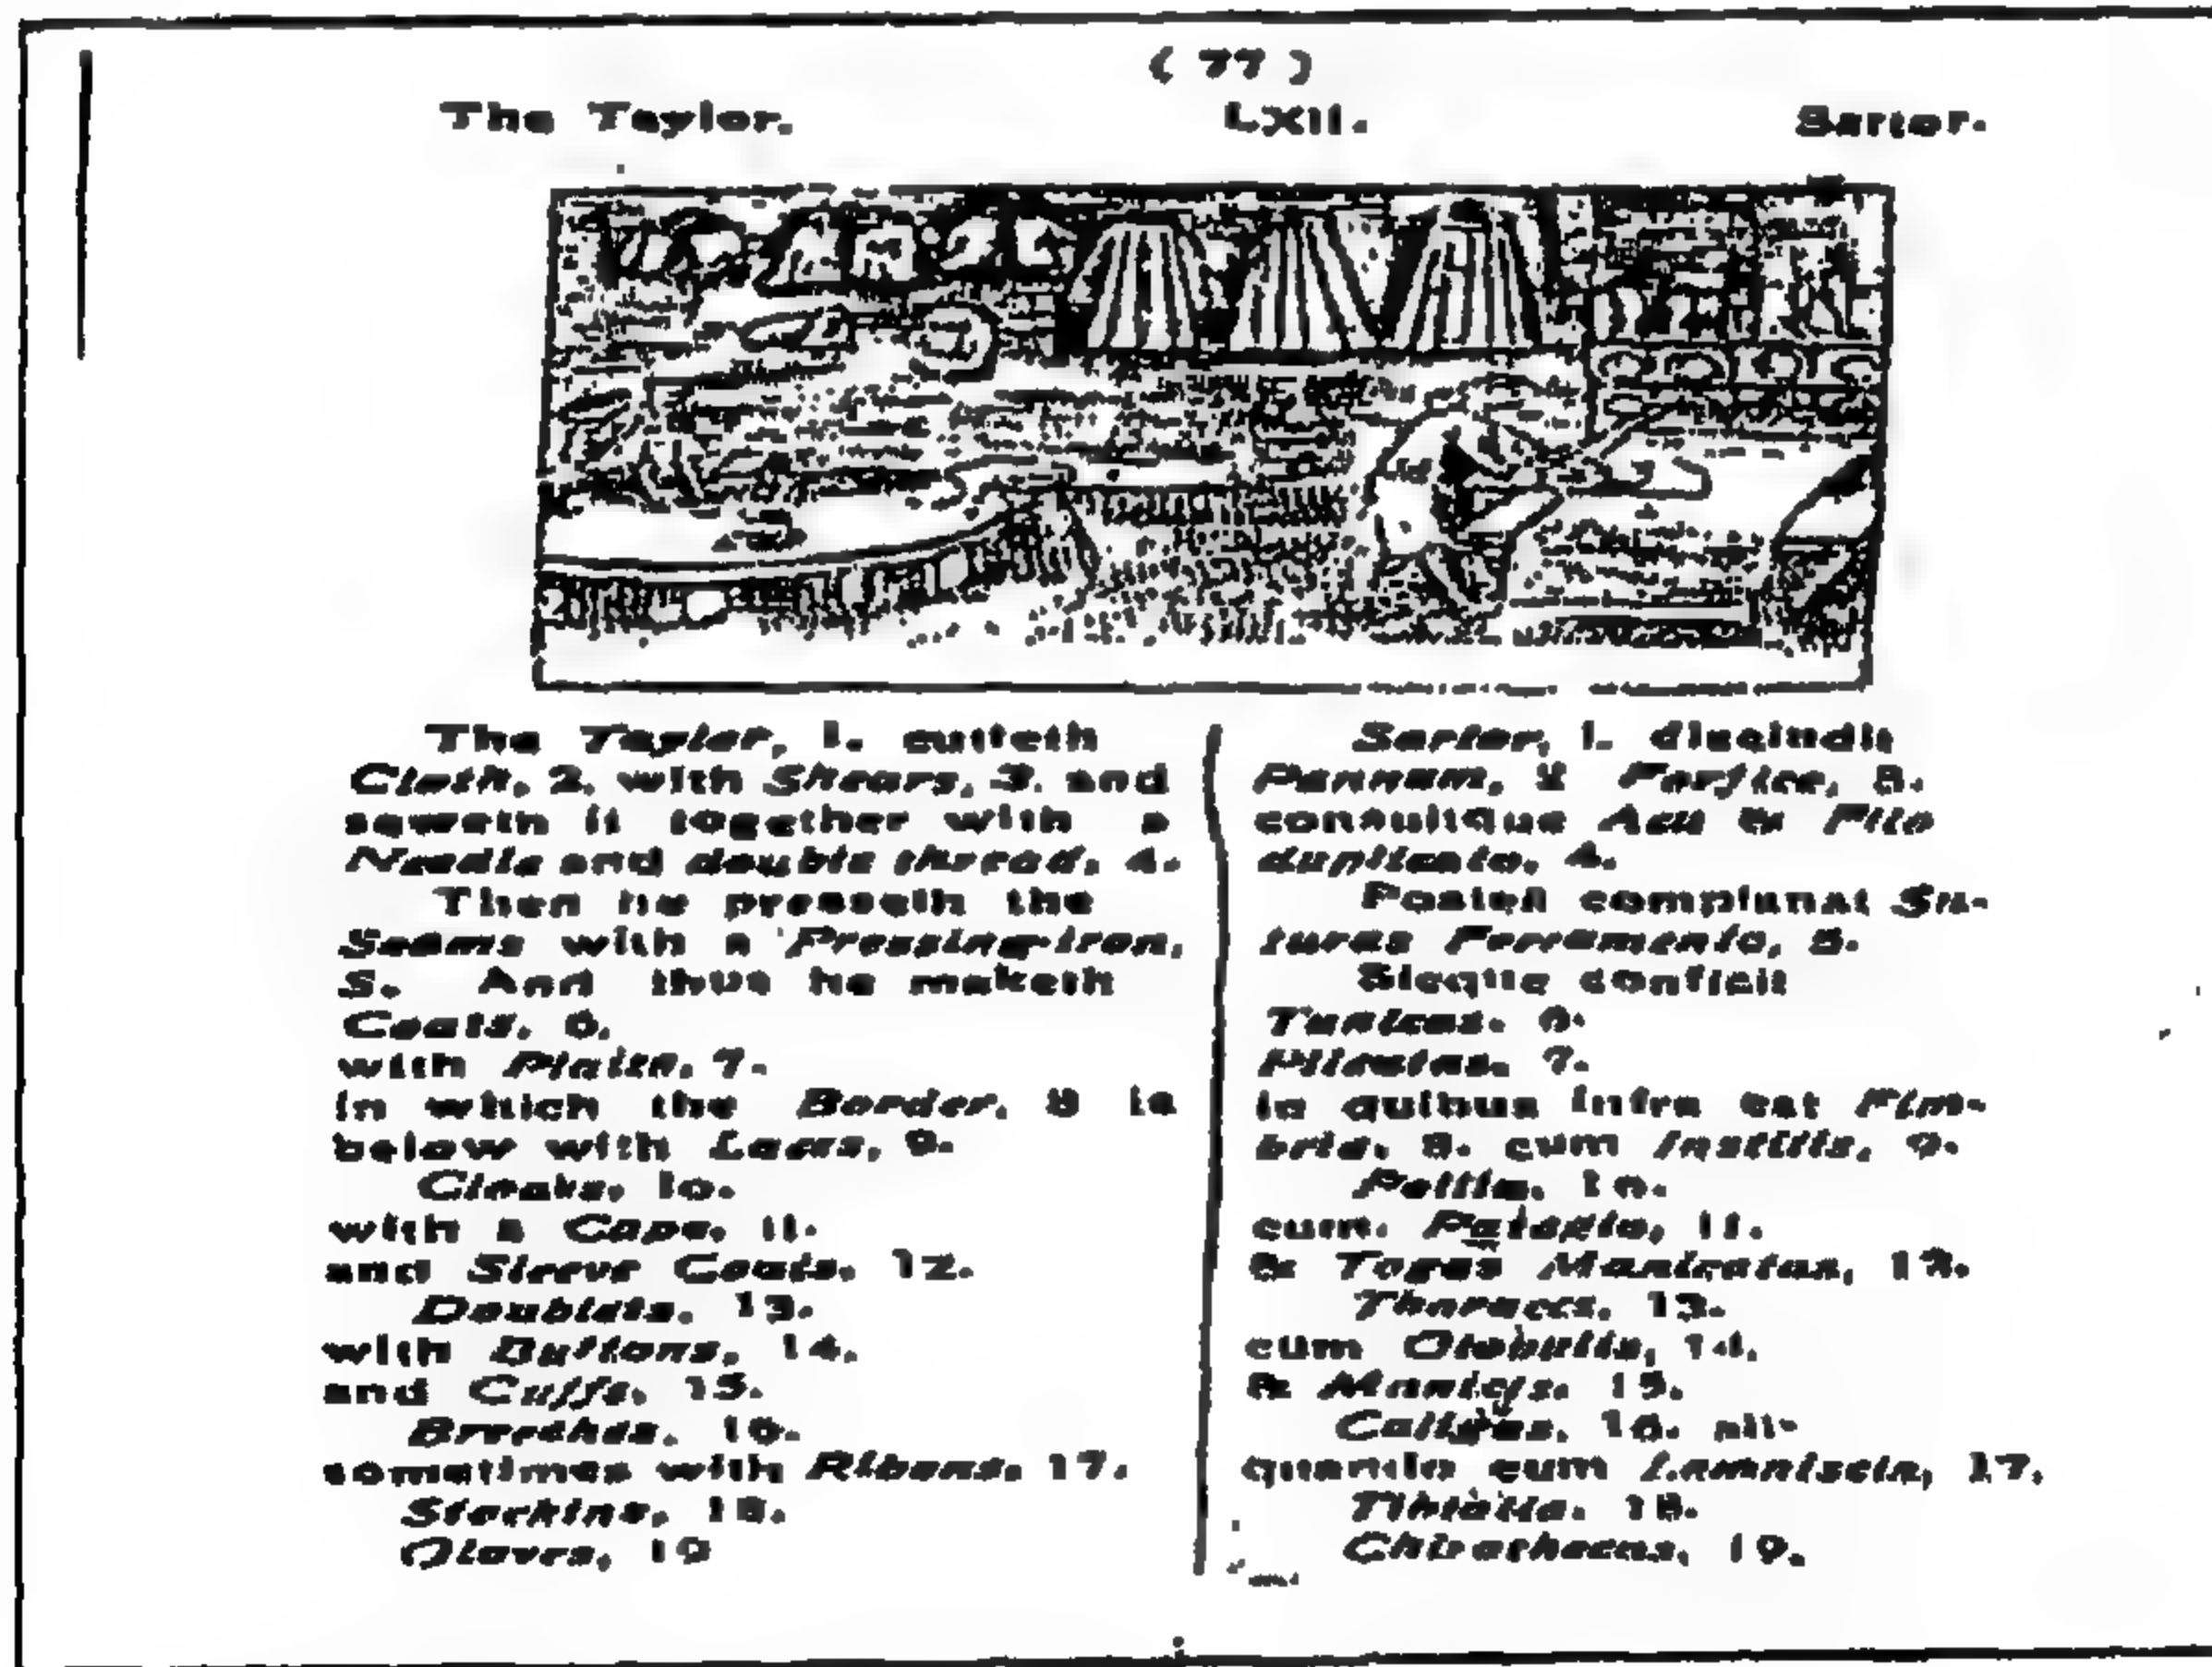 ( 77 )
The Taylor. LXII. Sartor.
The Taylor, 1. cutteth
Cloth, 2. with Shears, 3. and
seweth it together with a
Needle and double thread, 4.
Then he presseth the
Seams with a Pressing-iron,
5. And thus he maketh
Coats, 6.
with Plaits, 7.
in which the Border, 8 is
below with Laces, 9.
Cloaks, 10.
with a Cape, 11.
and Sleeve Coats, 12.
Doublets, 13.
with Buttons, 14.
and Cuffs, 15.
Breeches, 16.
sometimes with Ribons, 17.
Stockins, 18.
Gloves, 19
Sartor, 1. discindit
Pannum, 2 Forfice, 3.
consuitque Acu & Filo
duplicato, 4.
Posteà complanat Su-
turas Ferramento, 5.
Sicque conficit
Tunicas, 6.
Plicatas, 7.
in quibus infra est Fim-
bria, 8. cum Institis, 9.
Pallia, 10.
cum Patagio, 11.
& Togas Manicatas, 12.
Thoraces, 13.
cum Globulis, 14.
& Manicis, 15.
Caligas, 16. ali-
quando cum Lemniscis, 17.
Tibialia, 18.
Chirothecas, 19.